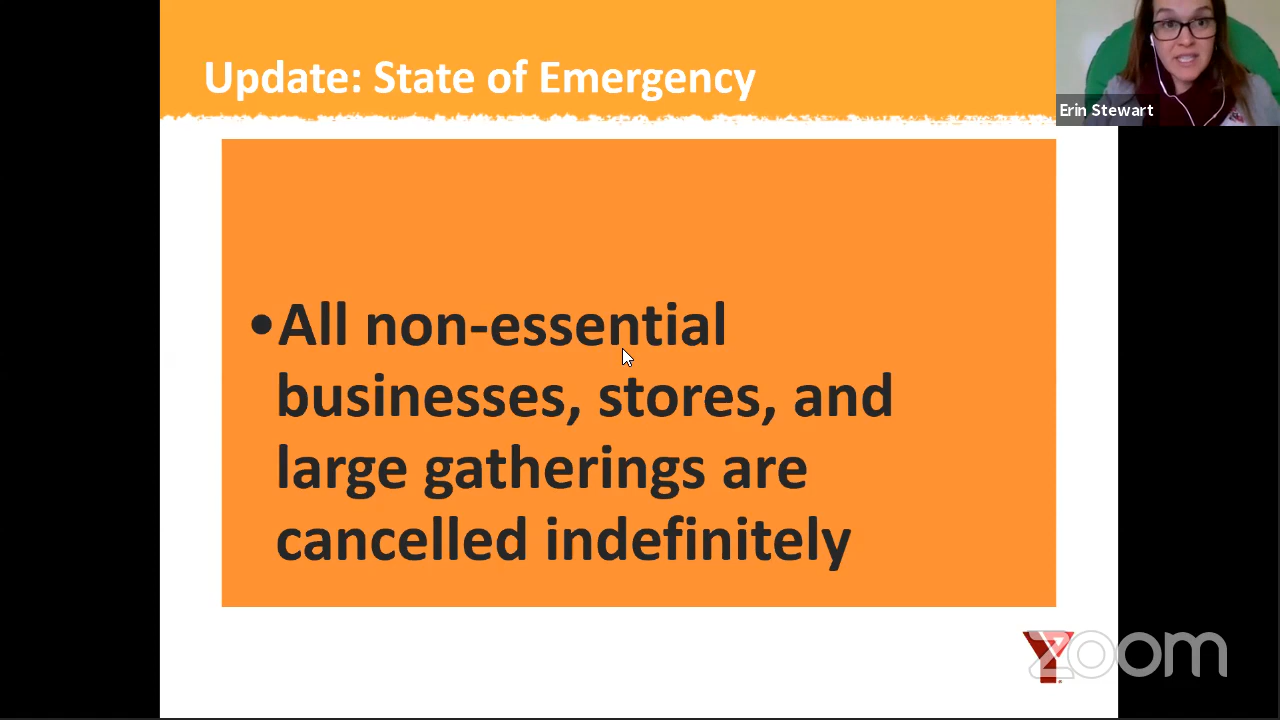 Update: State of Emergency
Erin Stewart
•All non-essential
businesses, stores, and
large gatherings are
cancelled indefinitely
Y
zoom